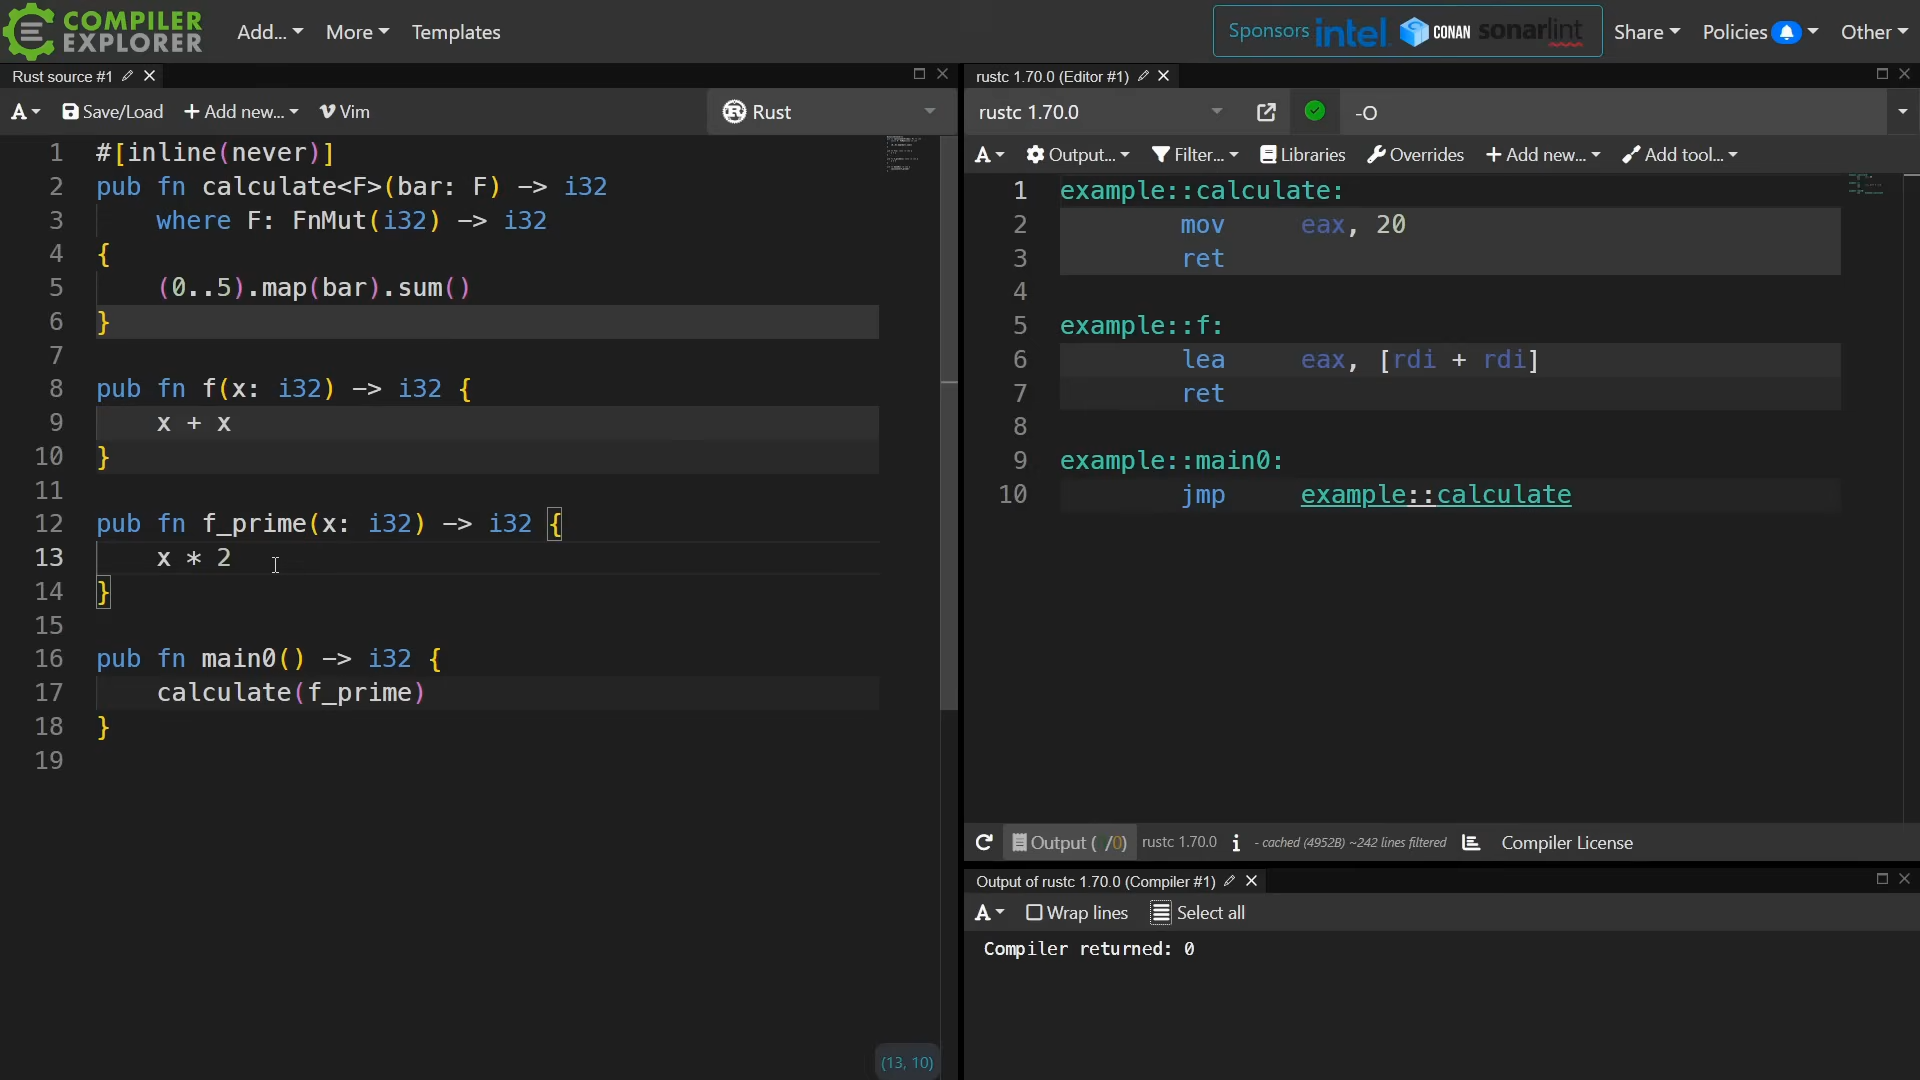 COMPILER
EXPLORER
Add...
More
Templates
Sponsors intel. CONAN sonarlint
Share
Policies
Other
Rust source #1
A
Save/Load
Add new...
Vim
Rust
1 #[inline(never)]
2 pub fn calculate<F>(bar: F) -> i32
3 where F: FnMut(i32) -> i32
4 {
5 (0..5).map(bar).sum()
6 }
7
8 pub fn f(x: i32) -> i32 {
9 x + x
10 }
11
12 pub fn f_prime(x: i32) -> i32 {
13 x * 2
14 }
15
16 pub fn main0() -> i32 {
17 calculate(f_prime)
18 }
19
(13, 10)
rustc 1.70.0 (Editor #1)
rustc 1.70.0
-O
A
Output...
Filter...
Libraries
Overrides
Add new...
Add tool...
1 example::calculate:
2 mov eax, 20
3 ret
4
5 example::f:
6 lea eax, [rdi + rdi]
7 ret
8
9 example::main0:
10 jmp example::calculate
Output ( /0) rustc 1.70.0 i - cached (4952B) ~242 lines filtered Compiler License
Output of rustc 1.70.0 (Compiler #1)
A
Wrap lines
Select all
Compiler returned: 0